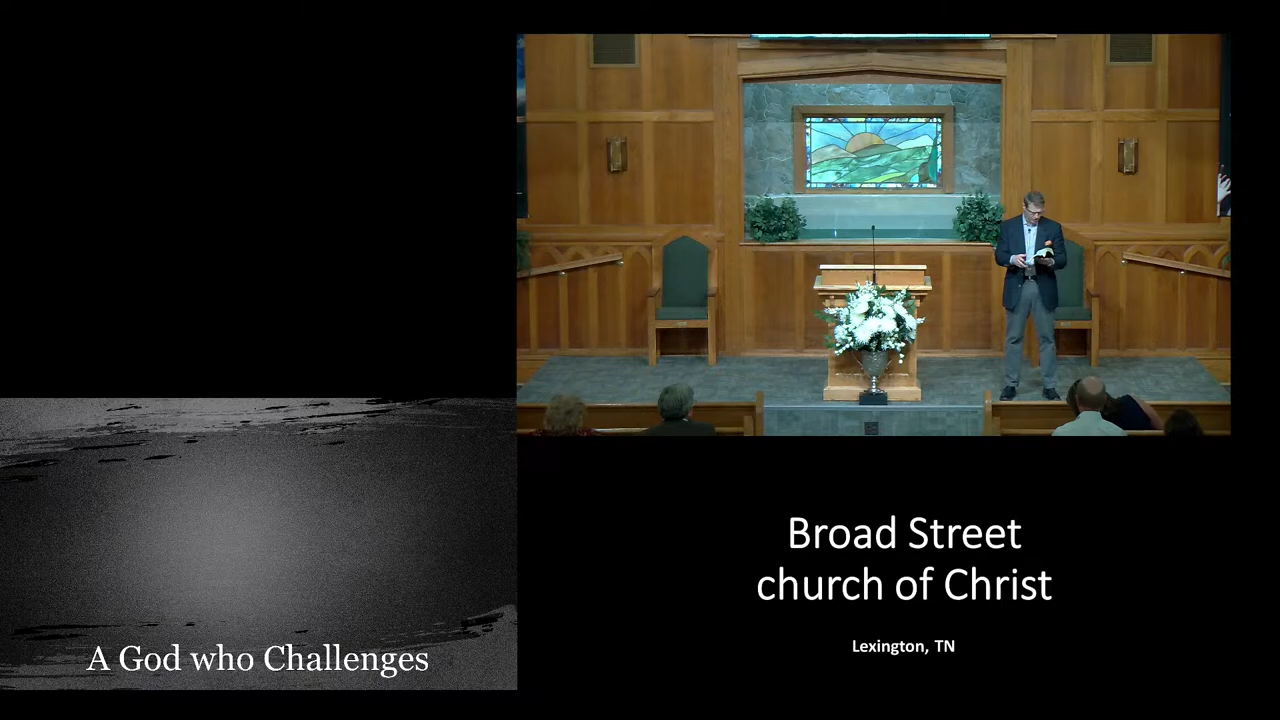 A God who Challenges
Broad Street
church of Christ
Lexington, TN